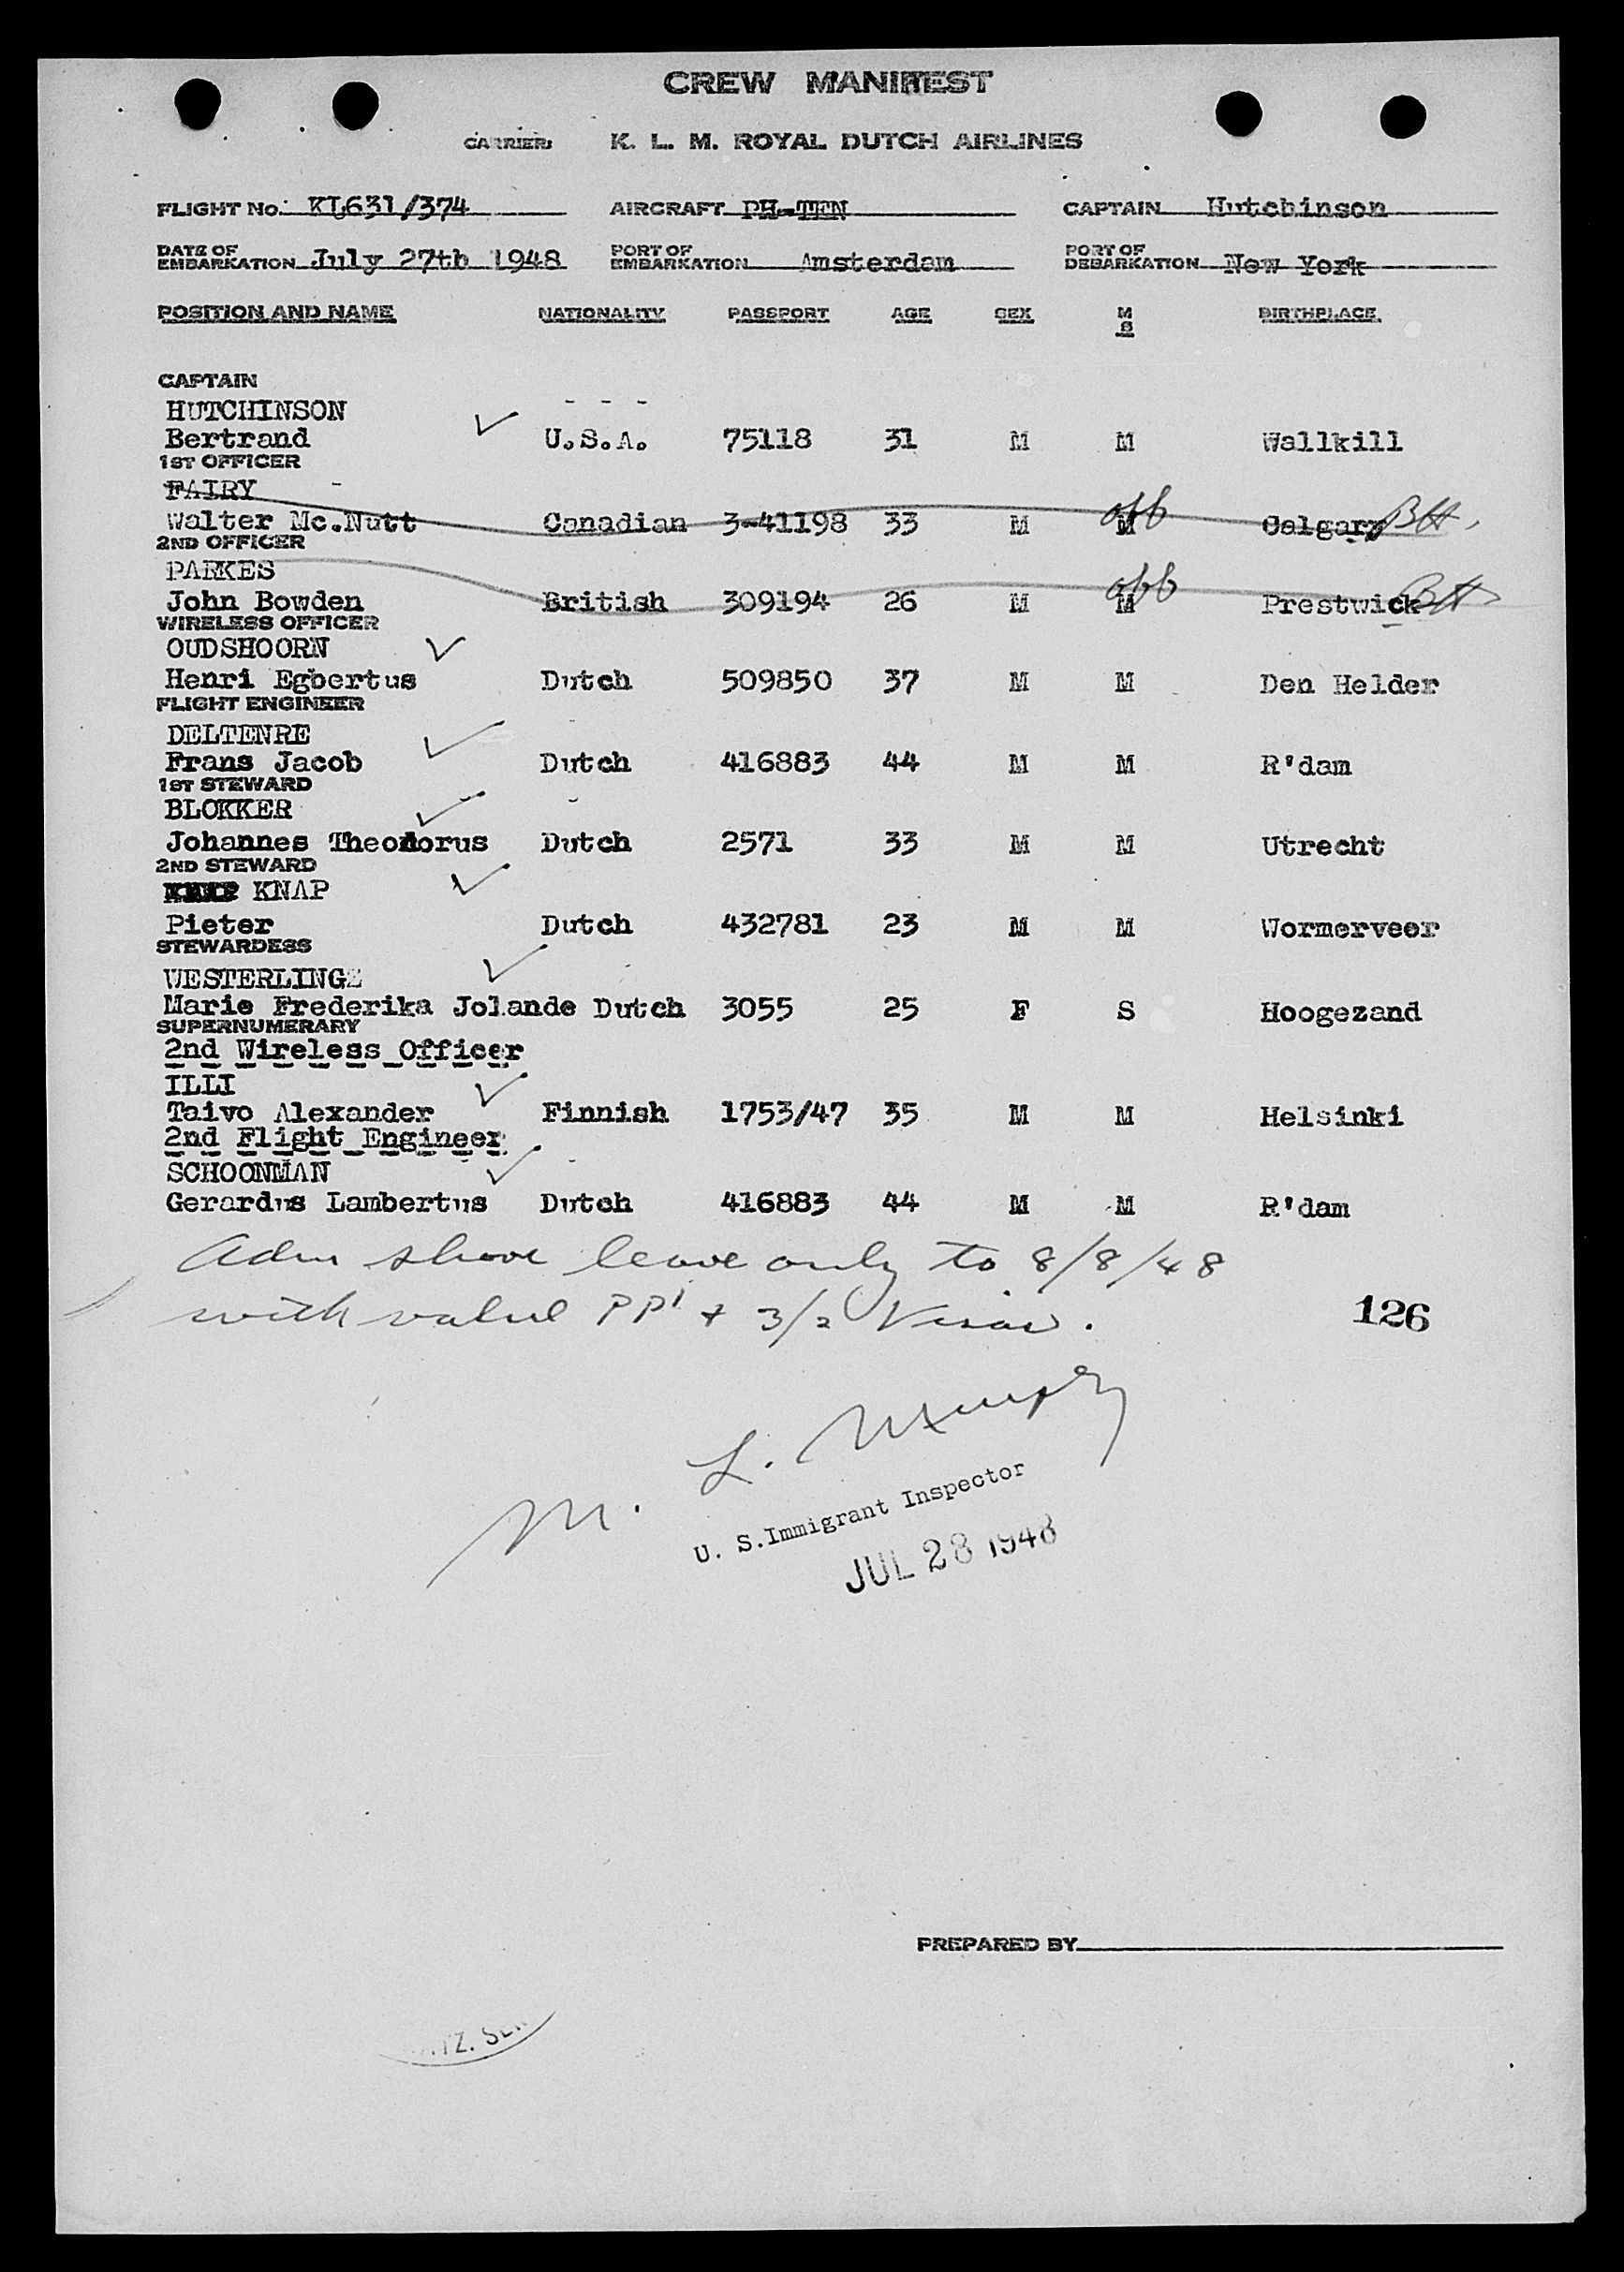 CREW MANIFEST
CARRIER: K. L. M. ROYAL DUTCH AIRLINES
FLIGHT No. KL631/374 AIRCRAFT PH-TEN CAPTAIN Hutchinson
DATE OF EMBARKATION July 27th 1948 PORT OF EMBARKATION Amsterdam PORT OF DEBARKATION New York
POSITION AND NAME NATIONALITY PASSPORT AGE SEX M S BIRTHPLACE
CAPTAIN
HUTCHINSON - - -
Bertrand U.S.A. 75118 31 M M Wallkill
1ST OFFICER
FAIRY
Walter Mc.Nutt Canadian 3-41198 33 M M off Calgary BH.
2ND OFFICER
PARKES
John Bowden British 309194 26 M M off Prestwick BH
WIRELESS OFFICER
OUDSHOORN
Henri Egbertus Dutch 509850 37 M M Den Helder
FLIGHT ENGINEER
DELTENRE
Frans Jacob Dutch 416883 44 M M R'dam
1ST STEWARD
BLOKKER
Johannes Theodorus Dutch 2571 33 M M Utrecht
2ND STEWARD
KNAP
Pieter Dutch 432781 23 M M Wormerveer
STEWARDESS
WESTERLING
Marie Frederika Jolande Dutch 3055 25 F S Hoogezand
SUPERNUMERARY
2nd Wireless Officer
ILLI
Taivo Alexander Finnish 1753/47 35 M M Helsinki
2nd Flight Engineer
SCHOONMAN
Gerardus Lambertus Dutch 416883 44 M M R'dam
Adm shore leave only to 8/8/48
with valid PP + 3/2 Visas.
126
M. L. Murphy
U. S. Immigrant Inspector
JUL 28 1948
PREPARED BY